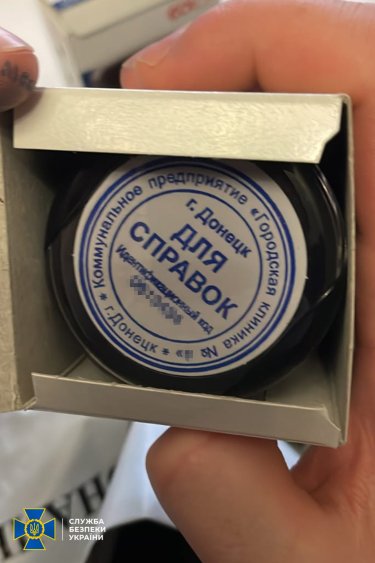 * Коммунальное предприятие «Городская клиника №
» * г.Донецк
г. Донецк
ДЛЯ
СПРАВОК
Идентификационный код
СЛУЖБА
БЕЗПЕКИ
УКРАЇНИ